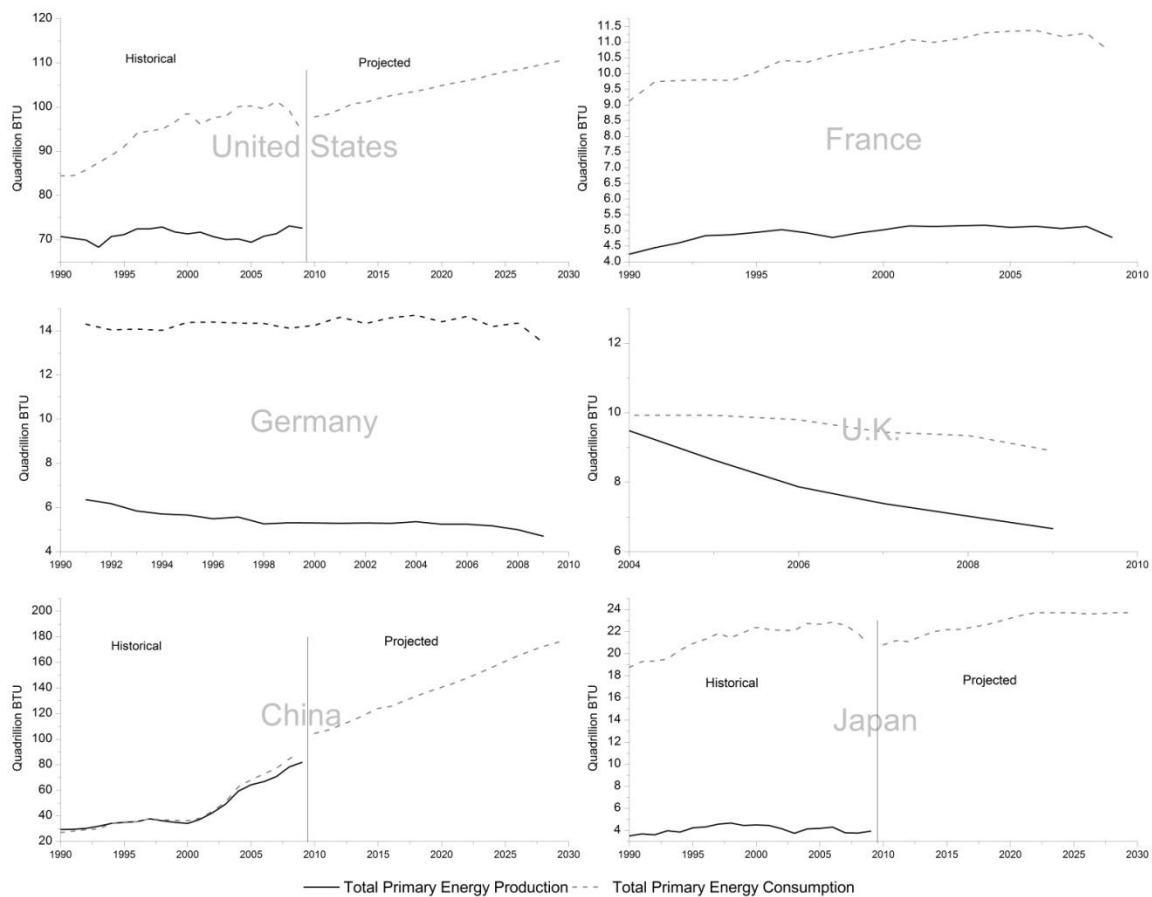 120
110
100
90
80
70
Quadrillion BTU
Historical
Projected
United States
1990 1995 2000 2005 2010 2015 2020 2025 2030
11.5
11.0
10.5
10.0
9.5
9.0
8.5
8.0
7.5
7.0
6.5
6.0
5.5
5.0
4.5
4.0
Quadrillion BTU
France
1990 1995 2000 2005 2010
14
12
10
8
6
4
Quadrillion BTU
Germany
1990 1992 1994 1996 1998 2000 2002 2004 2006 2008 2010
12
10
8
6
Quadrillion BTU
U.K.
2004 2006 2008 2010
200
180
160
140
120
100
80
60
40
20
Quadrillion BTU
Historical
Projected
China
1990 1995 2000 2005 2010 2015 2020 2025 2030
24
22
20
18
16
14
12
10
8
6
4
Quadrillion BTU
Historical
Projected
Japan
1990 1995 2000 2005 2010 2015 2020 2025 2030
Total Primary Energy Production Total Primary Energy Consumption